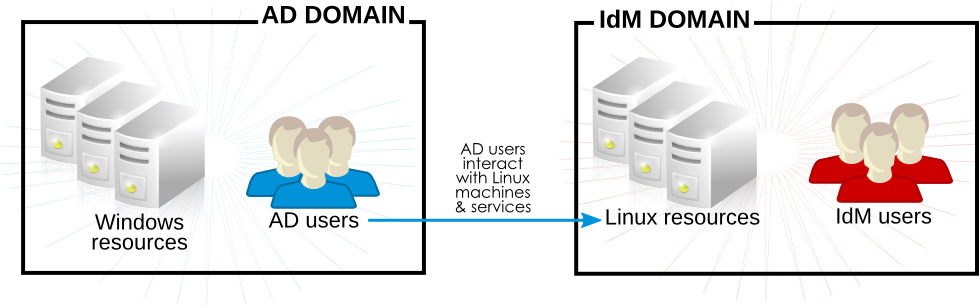 AD DOMAIN
Windows
resources
AD users
AD users
interact
with Linux
machines
& services
IdM DOMAIN
Linux resources
IdM users